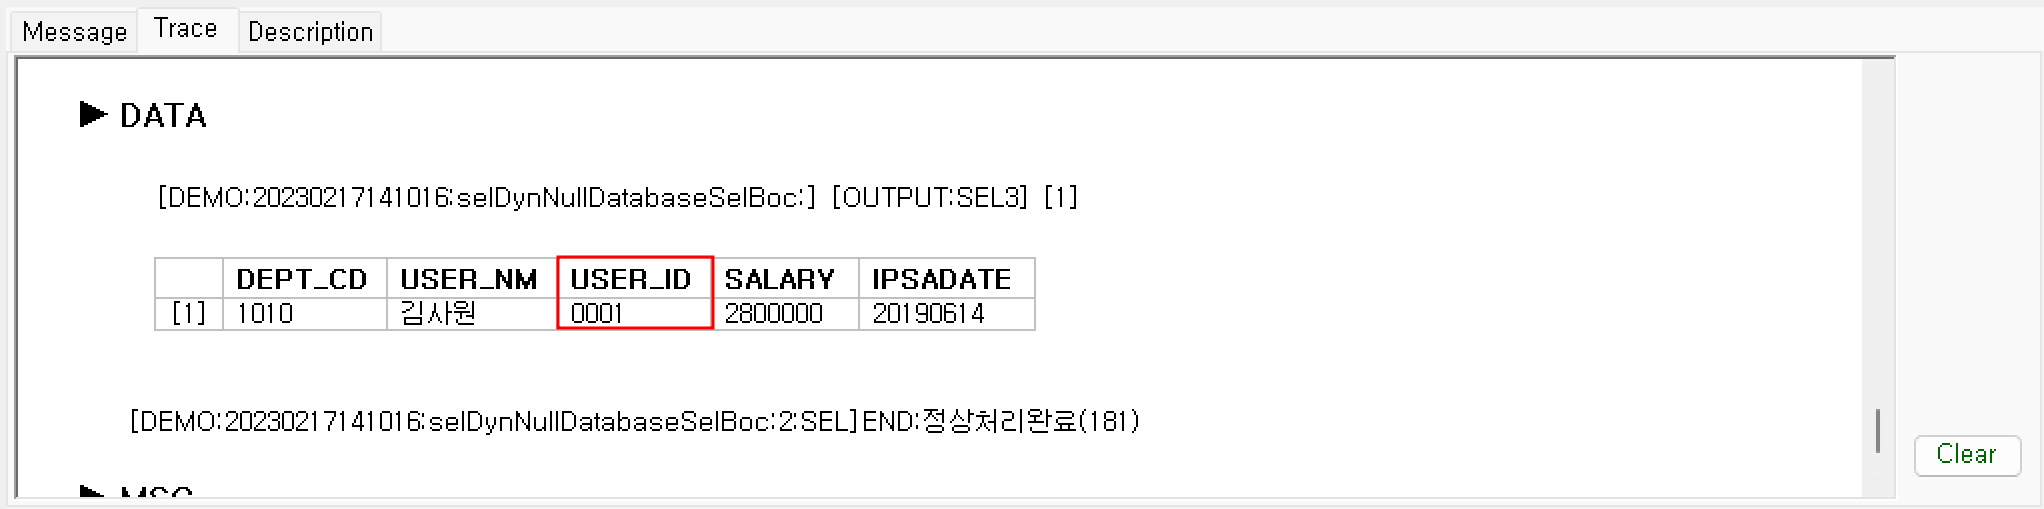 Message Trace Description
▶ DATA
[DEMO:20230217141016:selDynNullDatabaseSelBoc:] [OUTPUT:SEL3] [1]
DEPT_CD USER_NM USER_ID SALARY IPSADATE
[1] 1010 김사원 0001 2800000 20190614
[DEMO:20230217141016:selDynNullDatabaseSelBoc:2:SEL]END:정상처리완료(181)
Clear
▶ MSG